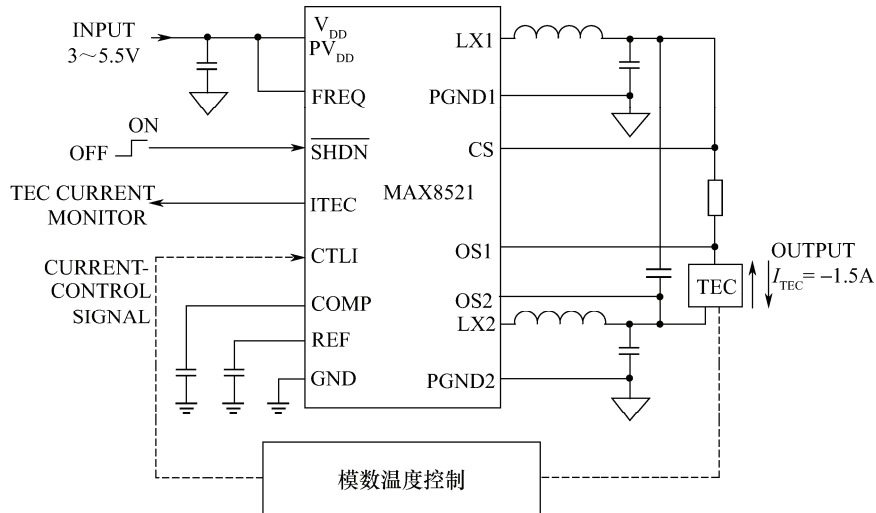 INPUT
3～5.5V
V_DD
PV_DD
FREQ
ON
OFF
SHDN
TEC CURRENT
MONITOR
ITEC
CURRENT-
CONTROL
SIGNAL
CTLI
COMP
REF
GND
MAX8521
LX1
PGND1
CS
OS1
OS2
LX2
PGND2
TEC
OUTPUT
I_TEC= −1.5A
模数温度控制